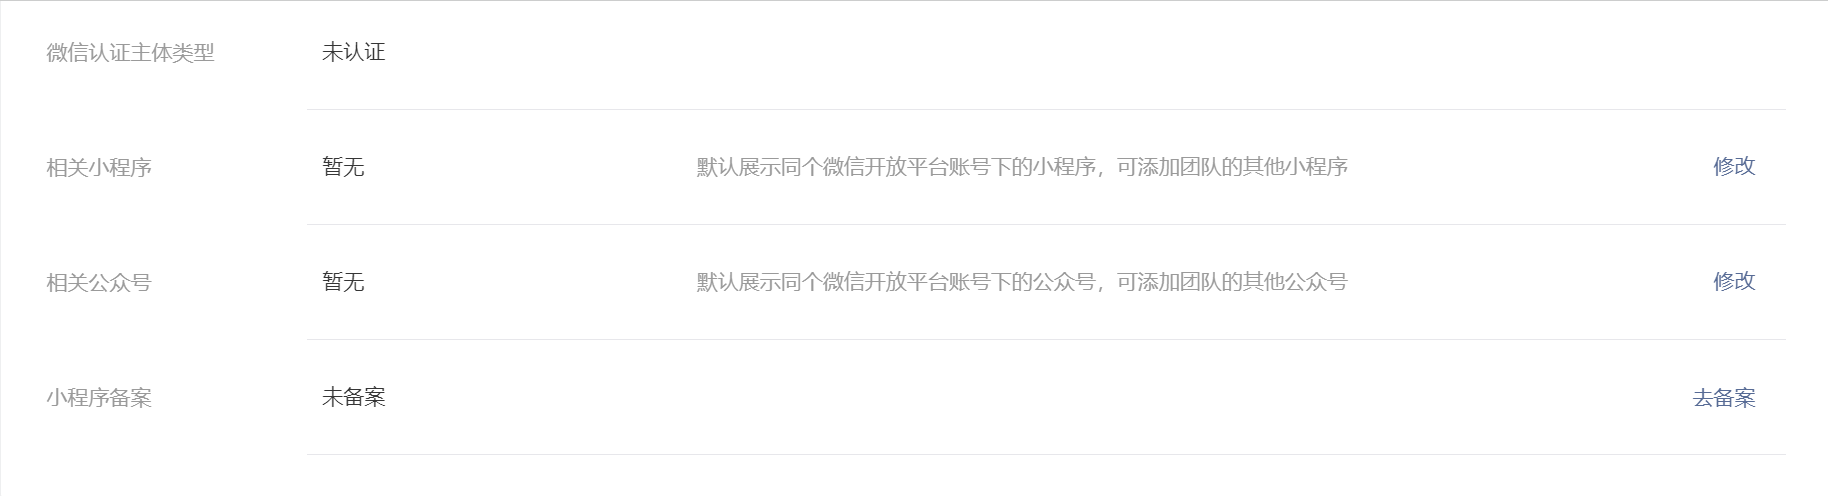 微信认证主体类型 未认证
相关小程序 暂无 默认展示同个微信开放平台账号下的小程序，可添加团队的其他小程序 修改
相关公众号 暂无 默认展示同个微信开放平台账号下的公众号，可添加团队的其他公众号 修改
小程序备案 未备案 去备案